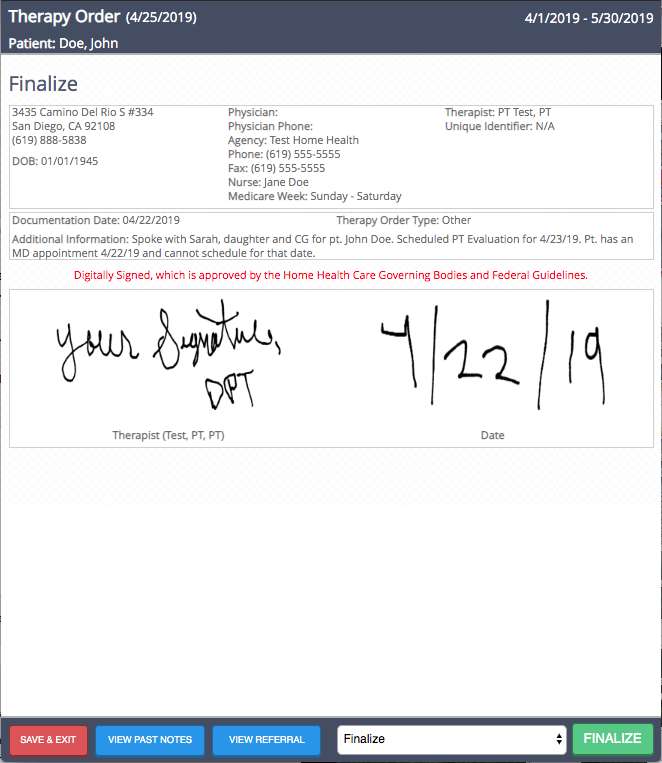 Therapy Order (4/25/2019)
4/1/2019 - 5/30/2019
Patient: Doe, John
Finalize
3435 Camino Del Rio S #334
San Diego, CA 92108
(619) 888-5838
DOB: 01/01/1945
Physician:
Physician Phone:
Agency: Test Home Health
Phone: (619) 555-5555
Fax: (619) 555-5555
Nurse: Jane Doe
Medicare Week: Sunday - Saturday
Therapist: PT Test, PT
Unique Identifier: N/A
Documentation Date: 04/22/2019
Therapy Order Type: Other
Additional Information: Spoke with Sarah, daughter and CG for pt. John Doe. Scheduled PT Evaluation for 4/23/19. Pt. has an
MD appointment 4/22/19 and cannot schedule for that date.
Digitally Signed, which is approved by the Home Health Care Governing Bodies and Federal Guidelines.
your Signature,
DPT
4/22/19
Therapist (Test, PT, PT)
Date
SAVE & EXIT
VIEW PAST NOTES
VIEW REFERRAL
Finalize
FINALIZE